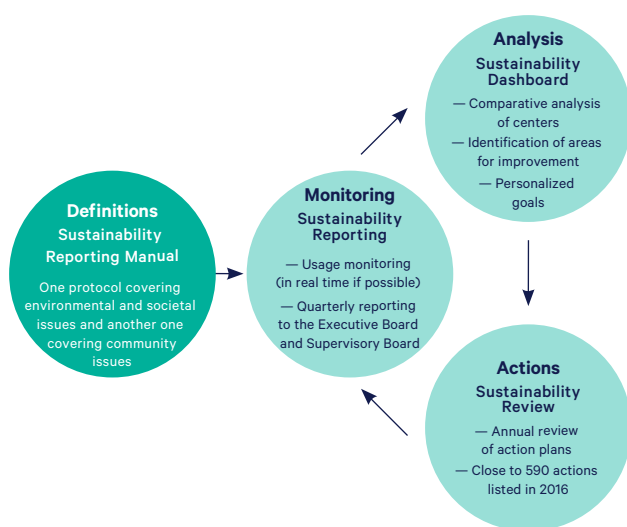 Definitions
Sustainability
Reporting Manual
One protocol covering
environmental and societal
issues and another one
covering community
issues
Monitoring
Sustainability
Reporting
— Usage monitoring
(in real time if possible)
— Quarterly reporting
to the Executive Board
and Supervisory Board
Analysis
Sustainability
Dashboard
— Comparative analysis
of centers
— Identification of areas
for improvement
— Personalized
goals
Actions
Sustainability
Review
— Annual review
of action plans
— Close to 590 actions
listed in 2016